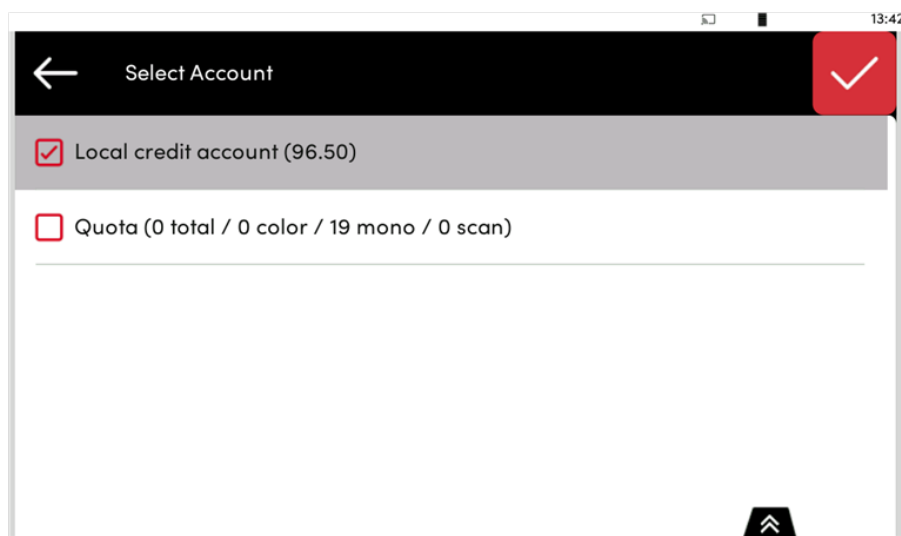 13:42
Select Account
Local credit account (96.50)
Quota (0 total / 0 color / 19 mono / 0 scan)